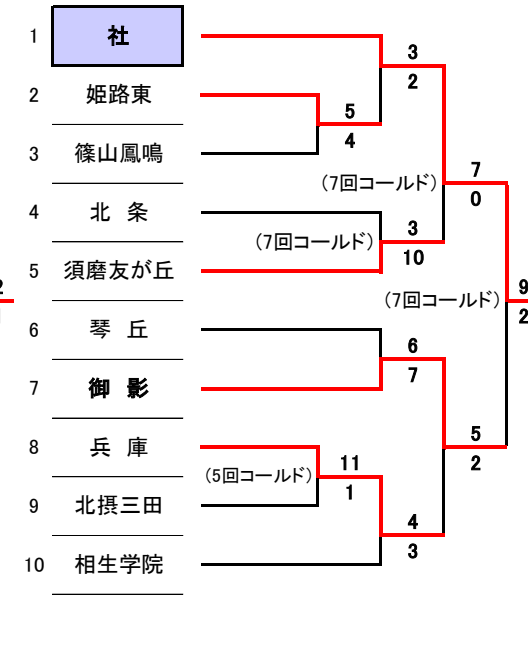 1 社
3
2
2 姫路東
5
4
3 篠山鳳鳴
(7回コールド)
7
0
4 北 条
(7回コールド)
3
10
5 須磨友が丘
2
(7回コールド)
9
2
6 琴 丘
6
7
7 御 影
8 兵 庫
5
2
(5回コールド)
11
1
9 北摂三田
4
3
10 相生学院